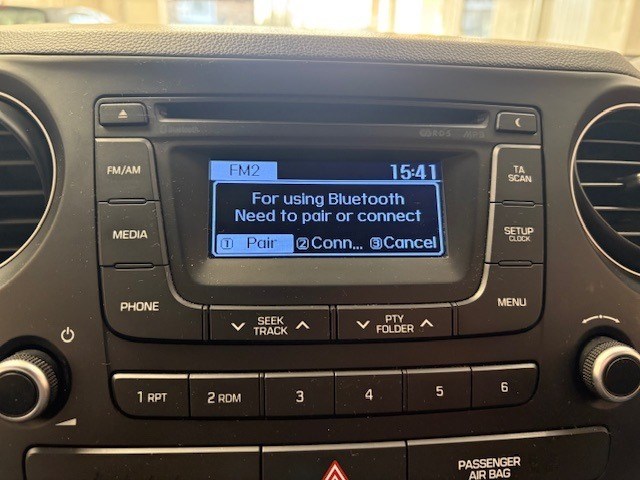 Bluetooth RDS
FM2 15:41
For using Bluetooth
Need to pair or connect
1 Pair 2 Conn... 3 Cancel
FM/AM
MEDIA
PHONE
TA
SCAN
SETUP
CLOCK
MENU
SEEK
TRACK
PTY
FOLDER
1 RPT 2 RDM 3 4 5 6
PASSENGER
AIR BAG